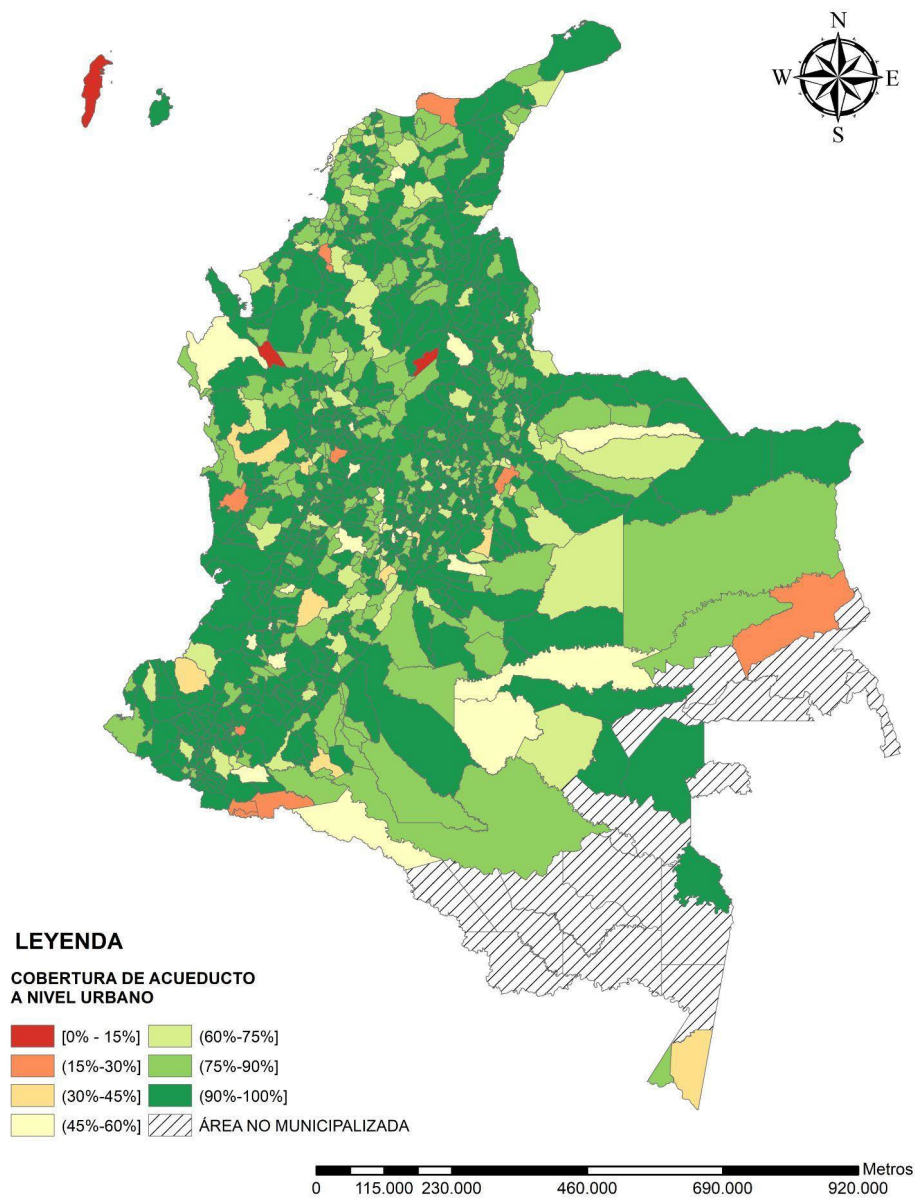 N
W
E
S
LEYENDA
COBERTURA DE ACUEDUCTO
A NIVEL URBANO
[0% - 15%]
(15%-30%]
(30%-45%]
(45%-60%]
(60%-75%]
(75%-90%]
(90%-100%]
ÁREA NO MUNICIPALIZADA
Metros
0 115.000 230.000 460.000 690.000 920.000